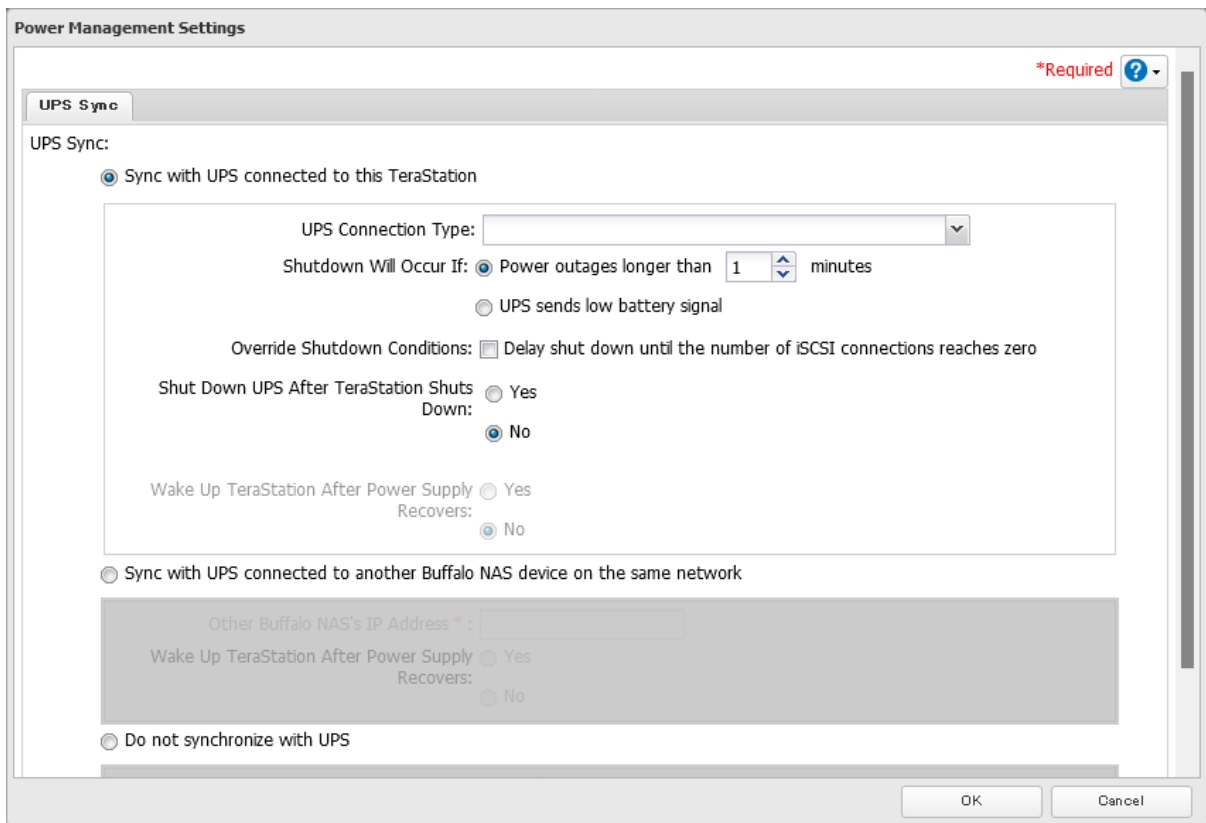 Power Management Settings
*Required
UPS Sync
UPS Sync:
Sync with UPS connected to this TeraStation
UPS Connection Type:
Shutdown Will Occur If: Power outages longer than 1 minutes
UPS sends low battery signal
Override Shutdown Conditions: Delay shut down until the number of iSCSI connections reaches zero
Shut Down UPS After TeraStation Shuts Down: Yes
No
Wake Up TeraStation After Power Supply Recovers: Yes
No
Sync with UPS connected to another Buffalo NAS device on the same network
Other Buffalo NAS's IP Address * :
Wake Up TeraStation After Power Supply Recovers: Yes
No
Do not synchronize with UPS
OK Cancel